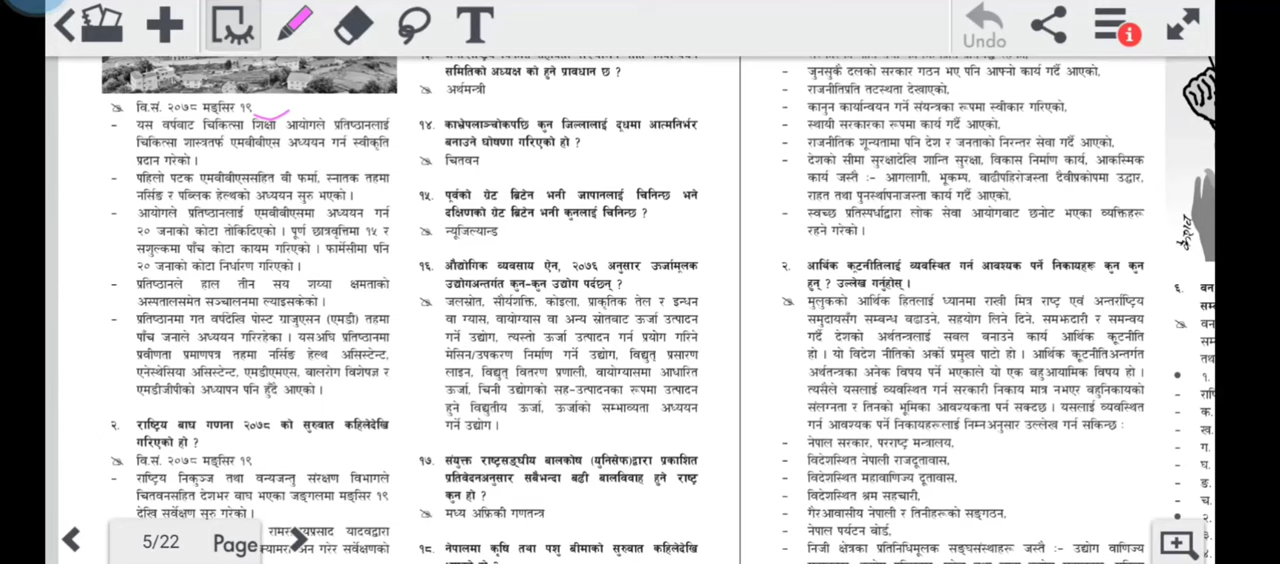 Undo
वि.सं. २०७८ मङ्सिर १९
- यस वर्षबाट चिकित्सा शिक्षा आयोगले प्रतिष्ठानलाई
चिकित्सा शास्त्रतर्फ एमबीबीएस अध्ययन गर्न स्वीकृति
प्रदान गरेको ।
- पहिलो पटक एमबीबीएससहित बी फर्मा, स्नातक तहमा
नर्सिङ र पब्लिक हेल्थको अध्ययन सुरु भएको ।
- आयोगले प्रतिष्ठानलाई एमबीबीएसमा अध्ययन गर्न
२० जनाको कोटा तोकिदिएको । पूर्ण छात्रवृत्तिमा १५ र
सशुल्कमा पाँच कोटा कायम गरिएको । फार्मेसीमा पनि
२० जनाको कोटा निर्धारण गरिएको ।
- प्रतिष्ठानले हाल तीन सय शय्या क्षमताको
अस्पतालसमेत सञ्चालनमा ल्याइसकेको ।
- प्रतिष्ठानमा गत वर्षदेखि पोस्ट ग्राजुएसन (एमडी) तहमा
पाँच जनाले अध्ययन गरिरहेका । यसअघि प्रतिष्ठानमा
प्रवीणता प्रमाणपत्र तहमा नर्सिङ हेल्थ असिस्टेन्ट,
एनेस्थेसिया असिस्टेन्ट, एमडीएमएस, बालरोग विशेषज्ञ र
एमडीजीपीको अध्यापन पनि हुँदै आएको ।
२. राष्ट्रिय बाघ गणना २०७८ को सुरुवात कहिलेदेखि
गरिएको हो ?
वि.सं. २०७८ मङ्सिर १९
- राष्ट्रिय निकुञ्ज तथा वन्यजन्तु संरक्षण विभागले
चितवनसहित देशभर बाघ भएका जङ्गलमा मङ्सिर १९
देखि सर्वेक्षण सुरु गरेको ।
यादवद्वारा
गरेर सर्वेक्षणको
5/22 Page
समितिको अध्यक्ष को हुने प्रावधान छ ?
अर्थमन्त्री
१४. काभ्रेपलाञ्चोकपछि कुन जिल्लालाई दूधमा आत्मनिर्भर
बनाउने घोषणा गरिएको हो ?
चितवन
१५. पूर्वको ग्रेट ब्रिटेन भनी जापानलाई चिनिन्छ भने
दक्षिणको ग्रेट ब्रिटेन भनी कुनलाई चिनिन्छ ?
न्यूजिल्यान्ड
१६. औद्योगिक व्यवसाय ऐन, २०७६ अनुसार ऊर्जामूलक
उद्योगअन्तर्गत कुन-कुन उद्योग पर्दछन् ?
जलस्रोत, सौर्यशक्ति, कोइला, प्राकृतिक तेल र इन्धन
वा ग्यास, वायोग्यास वा अन्य स्रोतबाट ऊर्जा उत्पादन
गर्ने उद्योग, त्यस्तो ऊर्जा उत्पादन गर्न प्रयोग गरिने
मेसिन/उपकरण निर्माण गर्ने उद्योग, विद्युत् प्रसारण
लाइन, विद्युत् वितरण प्रणाली, वायोग्यासमा आधारित
ऊर्जा, चिनी उद्योगको सह-उत्पादनका रूपमा उत्पादन
हुने विद्युतीय ऊर्जा, ऊर्जाको सम्भाव्यता अध्ययन
गर्ने उद्योग ।
१७. संयुक्त राष्ट्रसङ्घीय बालकोष (युनिसेफ)द्वारा प्रकाशित
प्रतिवेदनअनुसार सबैभन्दा बढी बालविवाह हुने राष्ट्र
कुन हो ?
मध्य अफ्रिकी गणतन्त्र
१८. नेपालमा कृषि तथा पशु बीमाको सुरुवात कहिलेदेखि
- जुनसुकै दलको सरकार गठन भए पनि आफ्नो कार्य गर्दै आएको,
- राजनीतिप्रति तटस्थता देखाएको,
- कानुन कार्यान्वयन गर्ने संयन्त्रका रूपमा स्वीकार गरिएको,
- स्थायी सरकारका रूपमा कार्य गर्दै आएको,
- राजनीतिक शून्यतामा पनि देश र जनताको निरन्तर सेवा गर्दै आएको,
- देशको सीमा सुरक्षादेखि शान्ति सुरक्षा, विकास निर्माण कार्य, आकस्मिक
कार्य जस्तै :- आगलागी, भूकम्प, बाढीपहिरोजस्ता दैवीप्रकोपमा उद्धार,
राहत तथा पुनर्स्थापनाजस्ता कार्य गर्दै आएको,
- स्वच्छ प्रतिस्पर्धाद्वारा लोक सेवा आयोगबाट छनोट भएका व्यक्तिहरू
रहने गरेको ।
२. आर्थिक कूटनीतिलाई व्यवस्थित गर्न आवश्यक पर्ने निकायहरू कुन कुन
हुन् ? उल्लेख गर्नुहोस् ।
मुलुकको आर्थिक हितलाई ध्यानमा राखी मित्र राष्ट्र एवं अन्तर्राष्ट्रिय
समुदायसँग सम्बन्ध बढाउने, सहयोग लिने दिने, समझदारी र समन्वय
गर्दै देशको अर्थतन्त्रलाई सबल बनाउने कार्य आर्थिक कूटनीति
हो । यो विदेश नीतिको अर्को प्रमुख पाटो हो । आर्थिक कूटनीतिअन्तर्गत
अर्थतन्त्रका अनेक विषय पर्ने भएकाले यो एक बहुआयामिक विषय हो ।
त्यसैले यसलाई व्यवस्थित गर्न सरकारी निकाय मात्र नभएर बहुनिकायको
संलग्नता र तिनको भूमिका आवश्यकता पर्न सक्दछ । यसलाई व्यवस्थित
गर्न आवश्यक पर्ने निकायहरूलाई निम्नअनुसार उल्लेख गर्न सकिन्छ :
- नेपाल सरकार, परराष्ट्र मन्त्रालय,
- विदेशस्थित नेपाली राजदूतावास,
- विदेशस्थित महावाणिज्य दूतावास,
- विदेशस्थित श्रम सहचारी,
- गैरआवासीय नेपाली र तिनीहरूको सङ्गठन,
- नेपाल पर्यटन बोर्ड,
- निजी क्षेत्रका प्रतिनिधिमूलक सङ्घसंस्थाहरू जस्तै :- उद्योग वाणिज्य
६. वन
वन
तथा
१.
क.
ख.
ग.
घ.
ङ.
च.
२.
३.
४.